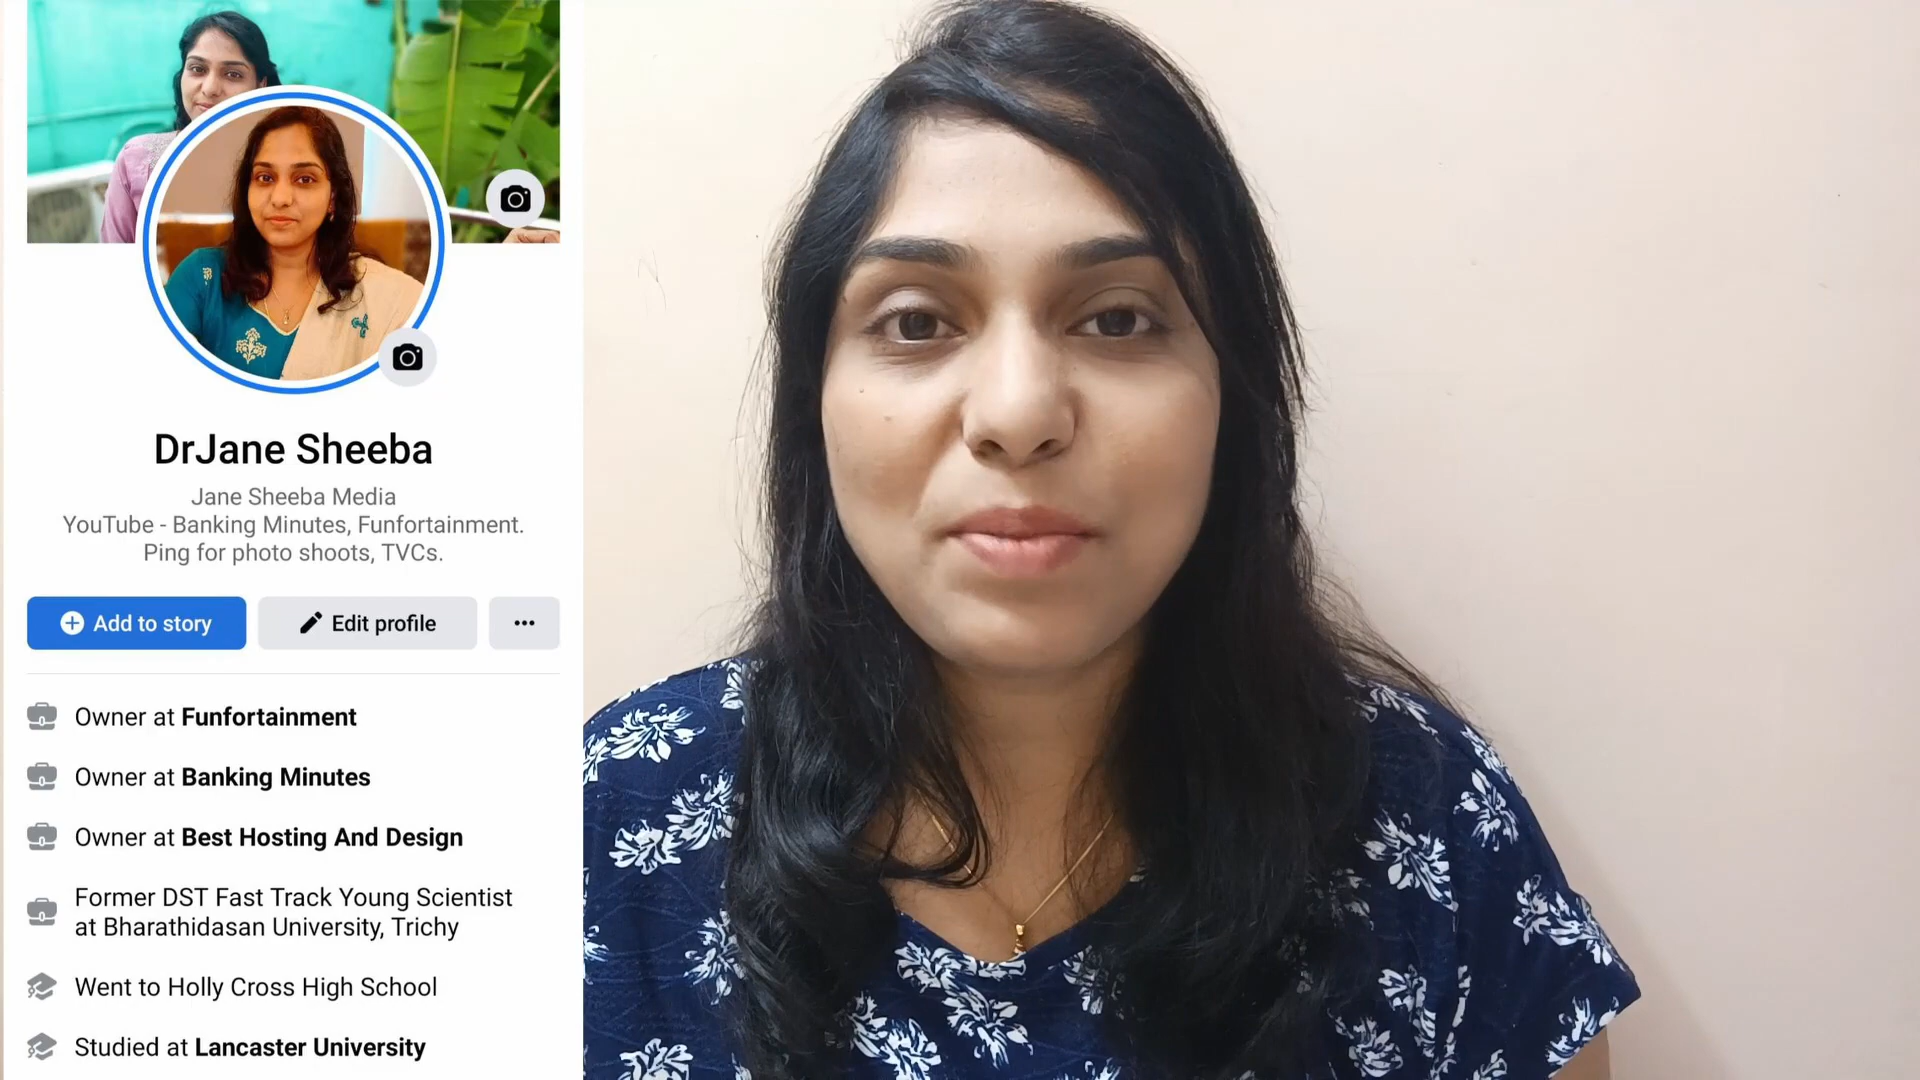 DrJane Sheeba
Jane Sheeba Media
YouTube - Banking Minutes, Funfortainment.
Ping for photo shoots, TVCs.
Add to story
Edit profile
Owner at Funfortainment
Owner at Banking Minutes
Owner at Best Hosting And Design
Former DST Fast Track Young Scientist
at Bharathidasan University, Trichy
Went to Holly Cross High School
Studied at Lancaster University